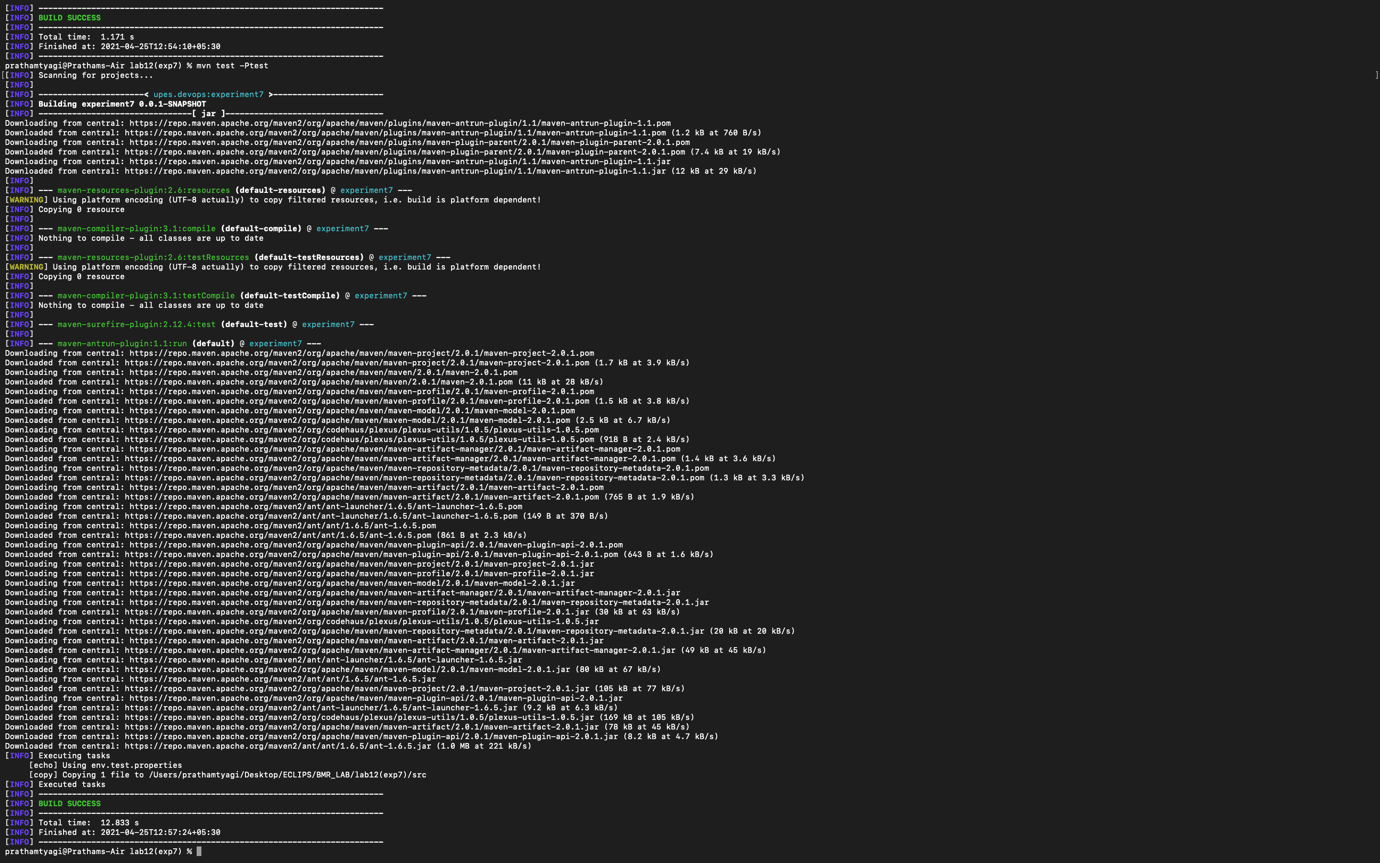 [INFO] ------------------------------------------------------------------------
[INFO] BUILD SUCCESS
[INFO] ------------------------------------------------------------------------
[INFO] Total time:  1.171 s
[INFO] Finished at: 2021-04-25T12:54:10+05:30
[INFO] ------------------------------------------------------------------------
prathamtyagi@Prathams-Air lab12(exp7) % mvn test -Ptest
[[INFO] Scanning for projects... ]
[INFO]
[INFO] ----------------------< upes.devops:experiment7 >-----------------------
[INFO] Building experiment7 0.0.1-SNAPSHOT
[INFO] --------------------------------[ jar ]---------------------------------
Downloading from central: https://repo.maven.apache.org/maven2/org/apache/maven/plugins/maven-antrun-plugin/1.1/maven-antrun-plugin-1.1.pom
Downloaded from central: https://repo.maven.apache.org/maven2/org/apache/maven/plugins/maven-antrun-plugin/1.1/maven-antrun-plugin-1.1.pom (1.2 kB at 760 B/s)
Downloading from central: https://repo.maven.apache.org/maven2/org/apache/maven/plugins/maven-plugin-parent/2.0.1/maven-plugin-parent-2.0.1.pom
Downloaded from central: https://repo.maven.apache.org/maven2/org/apache/maven/plugins/maven-plugin-parent/2.0.1/maven-plugin-parent-2.0.1.pom (7.4 kB at 19 kB/s)
Downloading from central: https://repo.maven.apache.org/maven2/org/apache/maven/plugins/maven-antrun-plugin/1.1/maven-antrun-plugin-1.1.jar
Downloaded from central: https://repo.maven.apache.org/maven2/org/apache/maven/plugins/maven-antrun-plugin/1.1/maven-antrun-plugin-1.1.jar (12 kB at 29 kB/s)
[INFO]
[INFO] --- maven-resources-plugin:2.6:resources (default-resources) @ experiment7 ---
[WARNING] Using platform encoding (UTF-8 actually) to copy filtered resources, i.e. build is platform dependent!
[INFO] Copying 0 resource
[INFO]
[INFO] --- maven-compiler-plugin:3.1:compile (default-compile) @ experiment7 ---
[INFO] Nothing to compile - all classes are up to date
[INFO]
[INFO] --- maven-resources-plugin:2.6:testResources (default-testResources) @ experiment7 ---
[WARNING] Using platform encoding (UTF-8 actually) to copy filtered resources, i.e. build is platform dependent!
[INFO] Copying 0 resource
[INFO]
[INFO] --- maven-compiler-plugin:3.1:testCompile (default-testCompile) @ experiment7 ---
[INFO] Nothing to compile - all classes are up to date
[INFO]
[INFO] --- maven-surefire-plugin:2.12.4:test (default-test) @ experiment7 ---
[INFO]
[INFO] --- maven-antrun-plugin:1.1:run (default) @ experiment7 ---
Downloading from central: https://repo.maven.apache.org/maven2/org/apache/maven/maven-project/2.0.1/maven-project-2.0.1.pom
Downloaded from central: https://repo.maven.apache.org/maven2/org/apache/maven/maven-project/2.0.1/maven-project-2.0.1.pom (1.7 kB at 3.9 kB/s)
Downloading from central: https://repo.maven.apache.org/maven2/org/apache/maven/maven/2.0.1/maven-2.0.1.pom
Downloaded from central: https://repo.maven.apache.org/maven2/org/apache/maven/maven/2.0.1/maven-2.0.1.pom (11 kB at 28 kB/s)
Downloading from central: https://repo.maven.apache.org/maven2/org/apache/maven/maven-profile/2.0.1/maven-profile-2.0.1.pom
Downloaded from central: https://repo.maven.apache.org/maven2/org/apache/maven/maven-profile/2.0.1/maven-profile-2.0.1.pom (1.5 kB at 3.8 kB/s)
Downloading from central: https://repo.maven.apache.org/maven2/org/apache/maven/maven-model/2.0.1/maven-model-2.0.1.pom
Downloaded from central: https://repo.maven.apache.org/maven2/org/apache/maven/maven-model/2.0.1/maven-model-2.0.1.pom (2.5 kB at 6.7 kB/s)
Downloading from central: https://repo.maven.apache.org/maven2/org/codehaus/plexus/plexus-utils/1.0.5/plexus-utils-1.0.5.pom
Downloaded from central: https://repo.maven.apache.org/maven2/org/codehaus/plexus/plexus-utils/1.0.5/plexus-utils-1.0.5.pom (918 B at 2.4 kB/s)
Downloading from central: https://repo.maven.apache.org/maven2/org/apache/maven/maven-artifact-manager/2.0.1/maven-artifact-manager-2.0.1.pom
Downloaded from central: https://repo.maven.apache.org/maven2/org/apache/maven/maven-artifact-manager/2.0.1/maven-artifact-manager-2.0.1.pom (1.4 kB at 3.6 kB/s)
Downloading from central: https://repo.maven.apache.org/maven2/org/apache/maven/maven-repository-metadata/2.0.1/maven-repository-metadata-2.0.1.pom
Downloaded from central: https://repo.maven.apache.org/maven2/org/apache/maven/maven-repository-metadata/2.0.1/maven-repository-metadata-2.0.1.pom (1.3 kB at 3.3 kB/s)
Downloading from central: https://repo.maven.apache.org/maven2/org/apache/maven/maven-artifact/2.0.1/maven-artifact-2.0.1.pom
Downloaded from central: https://repo.maven.apache.org/maven2/org/apache/maven/maven-artifact/2.0.1/maven-artifact-2.0.1.pom (765 B at 1.9 kB/s)
Downloading from central: https://repo.maven.apache.org/maven2/ant/ant-launcher/1.6.5/ant-launcher-1.6.5.pom
Downloaded from central: https://repo.maven.apache.org/maven2/ant/ant-launcher/1.6.5/ant-launcher-1.6.5.pom (149 B at 370 B/s)
Downloading from central: https://repo.maven.apache.org/maven2/ant/ant/1.6.5/ant-1.6.5.pom
Downloaded from central: https://repo.maven.apache.org/maven2/ant/ant/1.6.5/ant-1.6.5.pom (861 B at 2.3 kB/s)
Downloading from central: https://repo.maven.apache.org/maven2/org/apache/maven/maven-plugin-api/2.0.1/maven-plugin-api-2.0.1.pom
Downloaded from central: https://repo.maven.apache.org/maven2/org/apache/maven/maven-plugin-api/2.0.1/maven-plugin-api-2.0.1.pom (643 B at 1.6 kB/s)
Downloading from central: https://repo.maven.apache.org/maven2/org/apache/maven/maven-project/2.0.1/maven-project-2.0.1.jar
Downloading from central: https://repo.maven.apache.org/maven2/org/apache/maven/maven-profile/2.0.1/maven-profile-2.0.1.jar
Downloading from central: https://repo.maven.apache.org/maven2/org/apache/maven/maven-model/2.0.1/maven-model-2.0.1.jar
Downloading from central: https://repo.maven.apache.org/maven2/org/apache/maven/maven-artifact-manager/2.0.1/maven-artifact-manager-2.0.1.jar
Downloading from central: https://repo.maven.apache.org/maven2/org/apache/maven/maven-repository-metadata/2.0.1/maven-repository-metadata-2.0.1.jar
Downloaded from central: https://repo.maven.apache.org/maven2/org/apache/maven/maven-profile/2.0.1/maven-profile-2.0.1.jar (30 kB at 63 kB/s)
Downloading from central: https://repo.maven.apache.org/maven2/org/codehaus/plexus/plexus-utils/1.0.5/plexus-utils-1.0.5.jar
Downloaded from central: https://repo.maven.apache.org/maven2/org/apache/maven/maven-repository-metadata/2.0.1/maven-repository-metadata-2.0.1.jar (20 kB at 20 kB/s)
Downloading from central: https://repo.maven.apache.org/maven2/org/apache/maven/maven-artifact/2.0.1/maven-artifact-2.0.1.jar
Downloaded from central: https://repo.maven.apache.org/maven2/org/apache/maven/maven-artifact-manager/2.0.1/maven-artifact-manager-2.0.1.jar (49 kB at 45 kB/s)
Downloading from central: https://repo.maven.apache.org/maven2/ant/ant-launcher/1.6.5/ant-launcher-1.6.5.jar
Downloaded from central: https://repo.maven.apache.org/maven2/org/apache/maven/maven-model/2.0.1/maven-model-2.0.1.jar (80 kB at 67 kB/s)
Downloading from central: https://repo.maven.apache.org/maven2/ant/ant/1.6.5/ant-1.6.5.jar
Downloaded from central: https://repo.maven.apache.org/maven2/org/apache/maven/maven-project/2.0.1/maven-project-2.0.1.jar (105 kB at 77 kB/s)
Downloading from central: https://repo.maven.apache.org/maven2/org/apache/maven/maven-plugin-api/2.0.1/maven-plugin-api-2.0.1.jar
Downloaded from central: https://repo.maven.apache.org/maven2/ant/ant-launcher/1.6.5/ant-launcher-1.6.5.jar (9.2 kB at 6.3 kB/s)
Downloaded from central: https://repo.maven.apache.org/maven2/org/codehaus/plexus/plexus-utils/1.0.5/plexus-utils-1.0.5.jar (169 kB at 105 kB/s)
Downloaded from central: https://repo.maven.apache.org/maven2/org/apache/maven/maven-artifact/2.0.1/maven-artifact-2.0.1.jar (78 kB at 45 kB/s)
Downloaded from central: https://repo.maven.apache.org/maven2/org/apache/maven/maven-plugin-api/2.0.1/maven-plugin-api-2.0.1.jar (8.2 kB at 4.7 kB/s)
Downloaded from central: https://repo.maven.apache.org/maven2/ant/ant/1.6.5/ant-1.6.5.jar (1.0 MB at 221 kB/s)
[INFO] Executing tasks
     [echo] Using env.test.properties
     [copy] Copying 1 file to /Users/prathamtyagi/Desktop/ECLIPS/BMR_LAB/lab12(exp7)/src
[INFO] Executed tasks
[INFO] ------------------------------------------------------------------------
[INFO] BUILD SUCCESS
[INFO] ------------------------------------------------------------------------
[INFO] Total time:  12.833 s
[INFO] Finished at: 2021-04-25T12:57:24+05:30
[INFO] ------------------------------------------------------------------------
prathamtyagi@Prathams-Air lab12(exp7) %